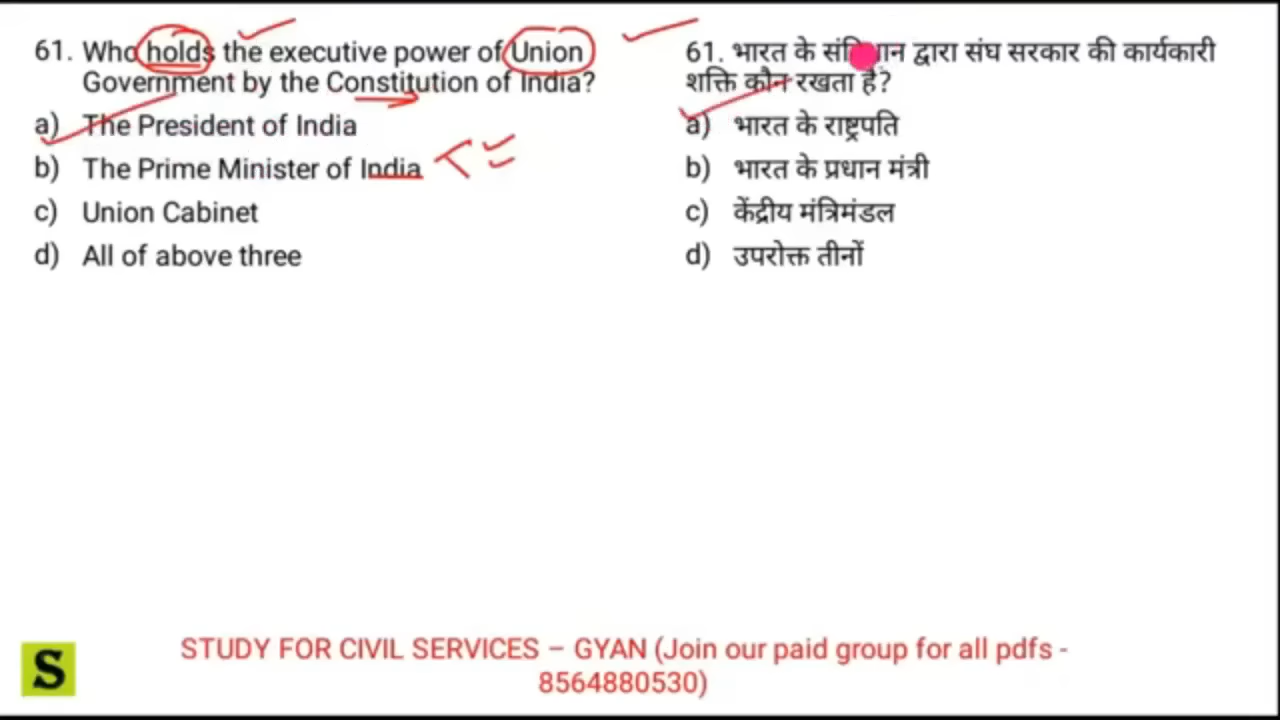 61. Who holds the executive power of Union
Government by the Constitution of India?
a) The President of India
b) The Prime Minister of India
c) Union Cabinet
d) All of above three
61. भारत के संविधान द्वारा संघ सरकार की कार्यकारी
शक्ति कौन रखता है?
a) भारत के राष्ट्रपति
b) भारत के प्रधान मंत्री
c) केंद्रीय मंत्रिमंडल
d) उपरोक्त तीनों
S
STUDY FOR CIVIL SERVICES – GYAN (Join our paid group for all pdfs -
8564880530)